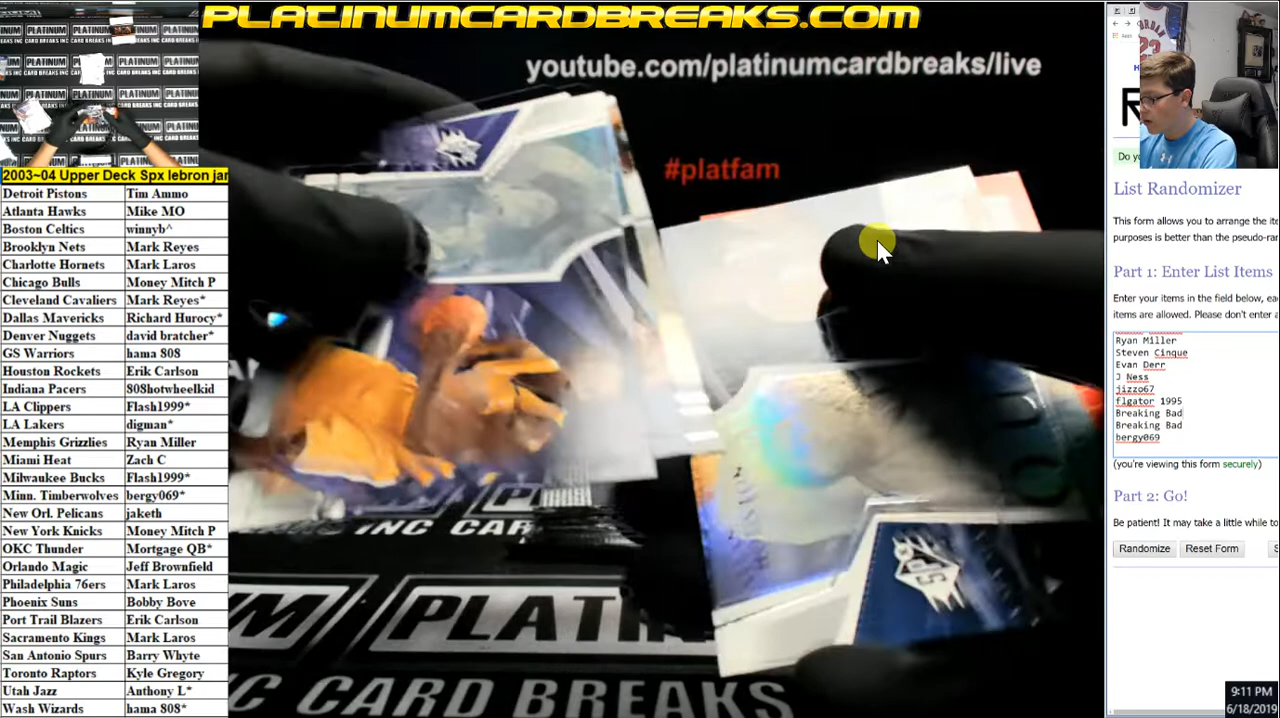 PLATINUMCARDBREAKS.COM
youtube.com/platinumcardbreaks/live
#platfam
2003~04 Upper Deck Spx lebron jar
Detroit Pistons Tim Ammo
Atlanta Hawks Mike MO
Boston Celtics winnyb^
Brooklyn Nets Mark Reyes
Charlotte Hornets Mark Laros
Chicago Bulls Money Mitch P
Cleveland Cavaliers Mark Reyes*
Dallas Mavericks Richard Hurocy*
Denver Nuggets david bratcher*
GS Warriors hama 808
Houston Rockets Erik Carlson
Indiana Pacers 808hotwheelkid
LA Clippers Flash1999*
LA Lakers digman*
Memphis Grizzlies Ryan Miller
Miami Heat Zach C
Milwaukee Bucks Flash1999*
Minn. Timberwolves bergy069*
New Orl. Pelicans jaketh
New York Knicks Money Mitch P
OKC Thunder Mortgage QB*
Orlando Magic Jeff Brownfield
Philadelphia 76ers Mark Laros
Phoenix Suns Bobby Bove
Port Trail Blazers Erik Carlson
Sacramento Kings Mark Laros
San Antonio Spurs Barry Whyte
Toronto Raptors Kyle Gregory
Utah Jazz Anthony L*
Wash Wizards hama 808*
SPX
INC CAR
PLATI
C CARD BREAKS
Do yo
List Randomizer
This form allows you to arrange the it
purposes is better than the pseudo-rar
Part 1: Enter List Items
Enter your items in the field below, ea
items are allowed. Please don't enter a
Ryan Miller
Steven Cinque
Evan Derr
J Ness
jizzo67
flgator 1995
Breaking Bad
Breaking Bad
bergy069
(you're viewing this form securely)
Part 2: Go!
Be patient! It may take a little while to
Randomize Reset Form S
9:11 PM
6/18/2019